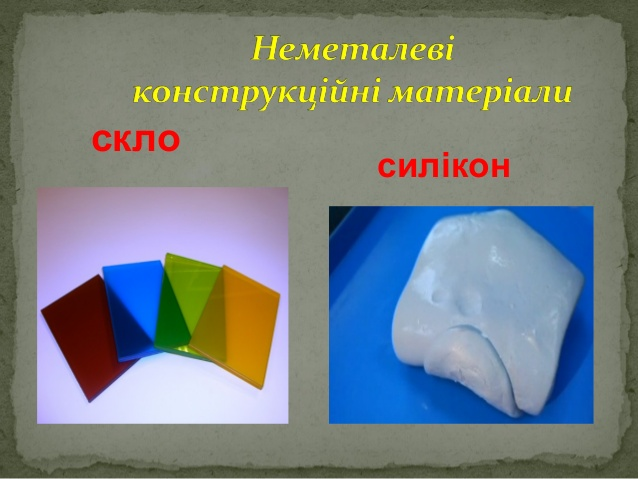 Неметалеві
конструкційні матеріали
скло
силікон